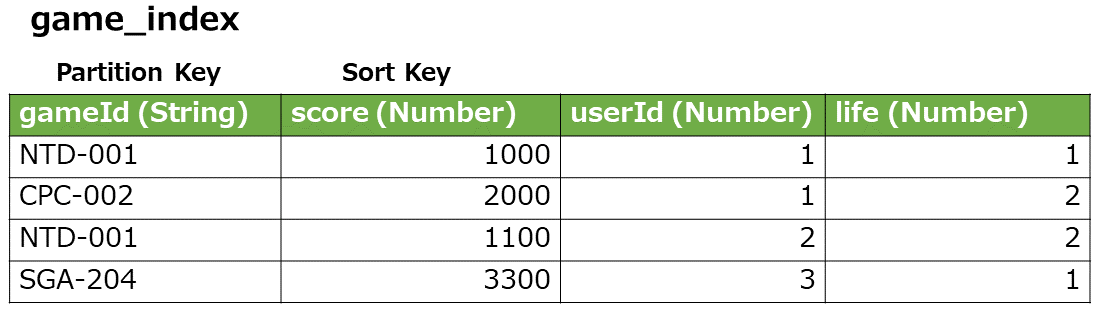 game_index
Partition Key Sort Key
gameId (String) score (Number) userId (Number) life (Number)
NTD-001 1000 1 1
CPC-002 2000 1 2
NTD-001 1100 2 2
SGA-204 3300 3 1